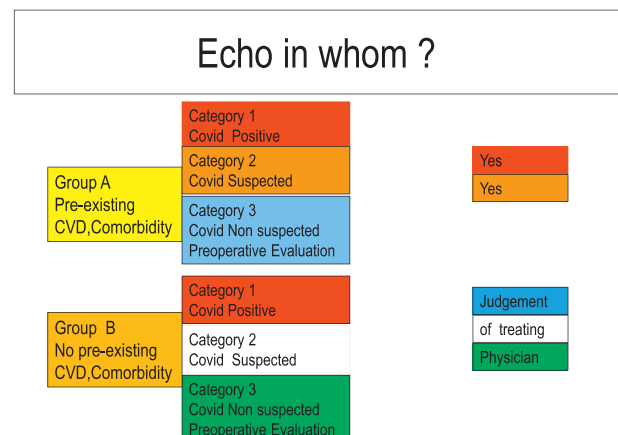 Echo in whom ?
Category 1
Covid Positive
Category 2
Covid Suspected
Group A
Pre-existing
CVD,Comorbidity
Category 3
Covid Non suspected
Preoperative Evaluation
Yes
Yes
Category 1
Covid Positive
Group B
No pre-existing
CVD,Comorbidity
Category 2
Covid Suspected
Category 3
Covid Non suspected
Preoperative Evaluation
Judgement
of treating
Physician